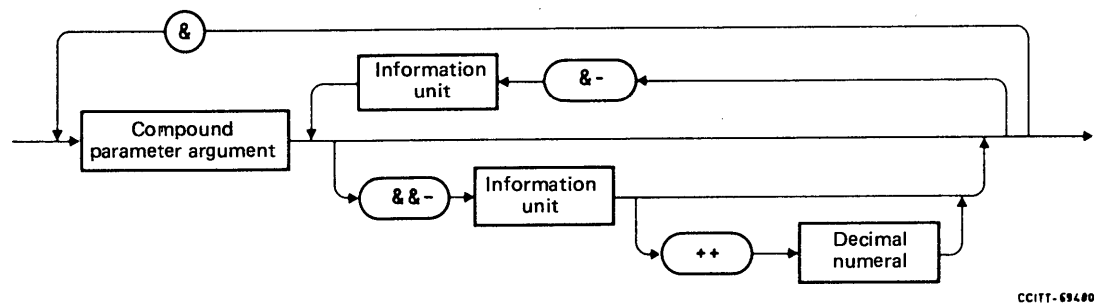 &
Information
unit
& -
Compound
parameter argument
& & -
Information
unit
+ +
Decimal
numeral
CCITT-69480